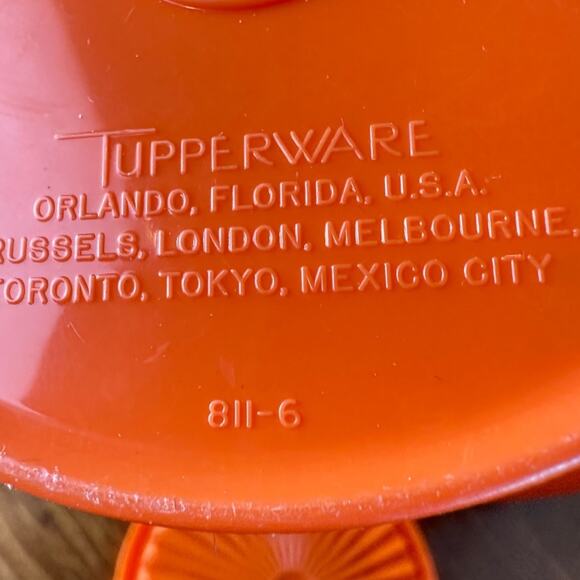 TUPPERWARE
ORLANDO, FLORIDA, U.S.A.
RUSSELS, LONDON, MELBOURNE,
TORONTO, TOKYO, MEXICO CITY
811-6